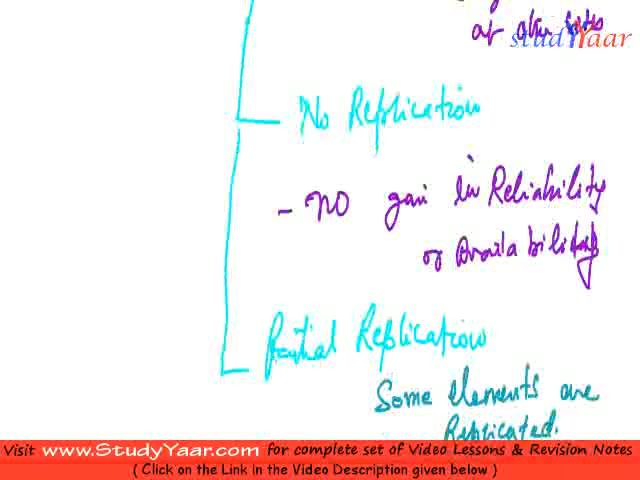 at other sites
studyYaar
No Replication
- NO gain in Reliability
or Availability
Partial Replication
Some elements are
Replicated.
Visit www.StudyYaar.com for complete set of Video Lessons & Revision Notes
( Click on the Link in the Video Description given below )